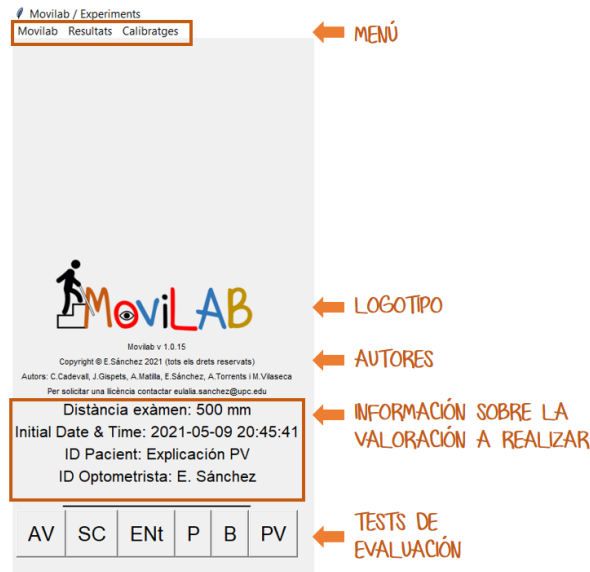 Movilab / Experiments
Movilab Resultats Calibratges
MENÚ
MoviLAB
LOGOTIPO
Movilab v 1.0.15
Copyright © E.Sánchez 2021 (tots els drets reservats)
AUTORES
Autors: C.Cadevall, J.Gispets, A.Matilla, E.Sánchez, A.Torrents i M.Vilaseca
Per solicitar una llicència contactar eulalia.sanchez@upc.edu
Distància exàmen: 500 mm
Initial Date & Time: 2021-05-09 20:45:41
ID Pacient: Explicación PV
ID Optometrista: E. Sánchez
INFORMACIÓN SOBRE LA
VALORACIÓN A REALIZAR
AV SC ENt P B PV
TESTS DE
EVALUACIÓN